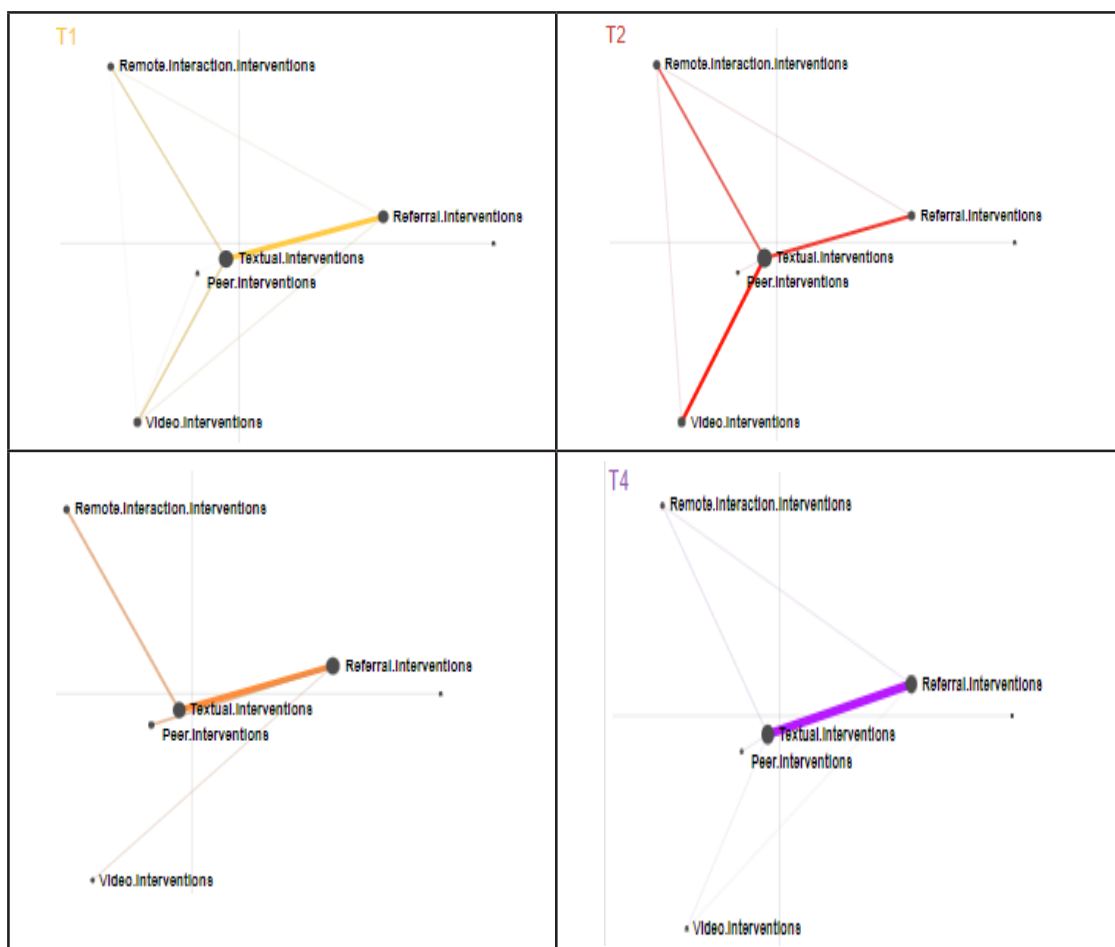 T1
Remote.Interaction.Interventions
Referral.Interventions
Textual.Interventions
Peer.Interventions
Video.Interventions
T2
Remote.Interaction.Interventions
Referral.Interventions
Textual.Interventions
Peer.Interventions
Video.Interventions
Remote.Interaction.Interventions
Referral.Interventions
Textual.Interventions
Peer.Interventions
Video.Interventions
T4
Remote.Interaction.Interventions
Referral.Interventions
Textual.Interventions
Peer.Interventions
Video.Interventions